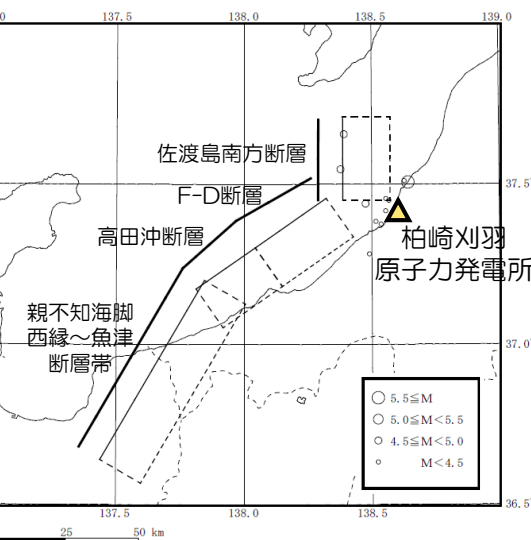 0
137.5
138.0
138.5
139.0
佐渡島南方断層
37.5°
F-D断層
高田沖断層
柏崎刈羽
原子力発電所
親不知海脚
西縁～魚津
断層帯
37.0°
5.5≦M
5.0≦M<5.5
4.5≦M<5.0
M<4.5
36.5°
137.5
138.0
138.5
25
50 km